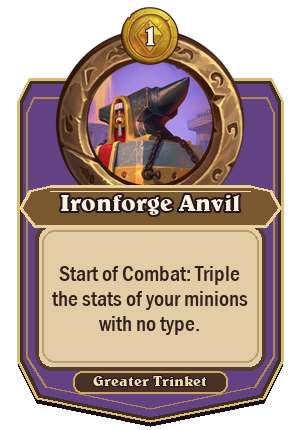 1
Ironforge Anvil
Start of Combat: Triple
the stats of your minions
with no type.
Greater Trinket